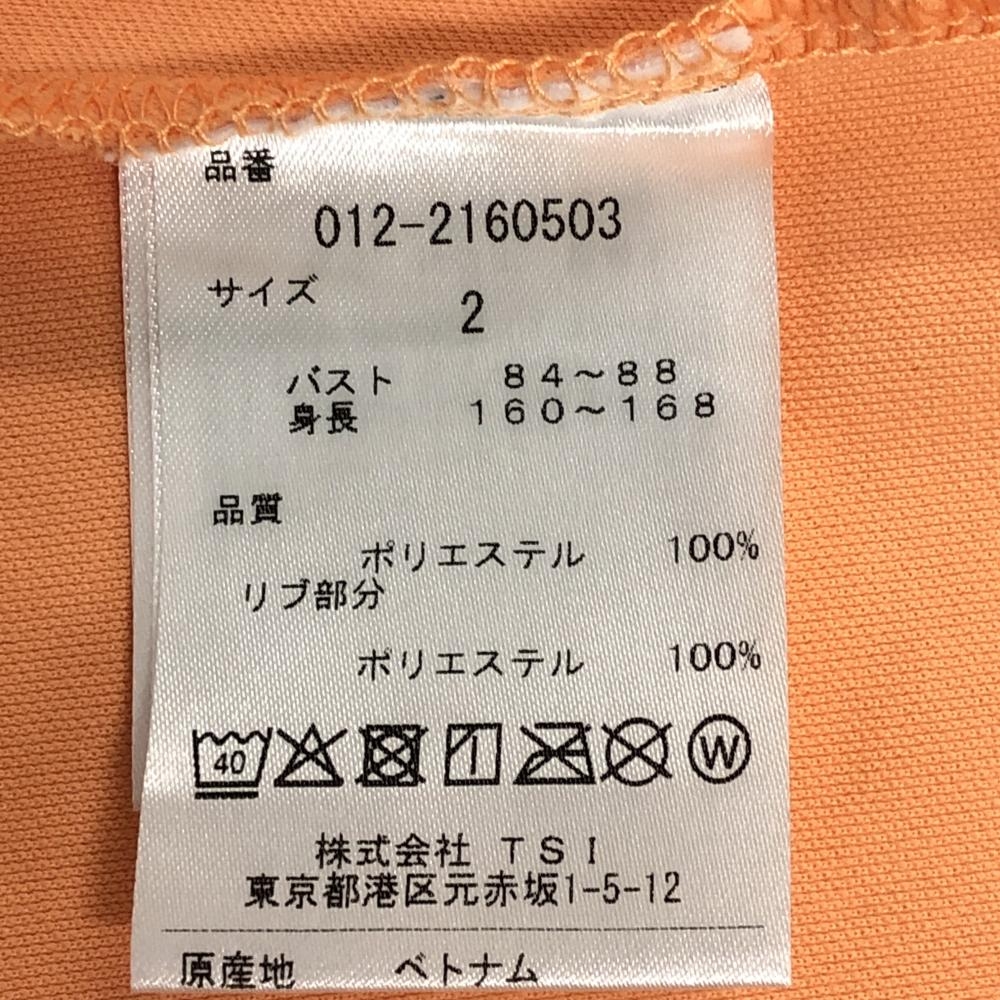 品番
012-2160503
サイズ 2
バスト 84～88
身長 160～168
品質
ポリエステル 100%
リブ部分
ポリエステル 100%
40 W
株式会社 TSI
東京都港区元赤坂1-5-12
原産地 ベトナム